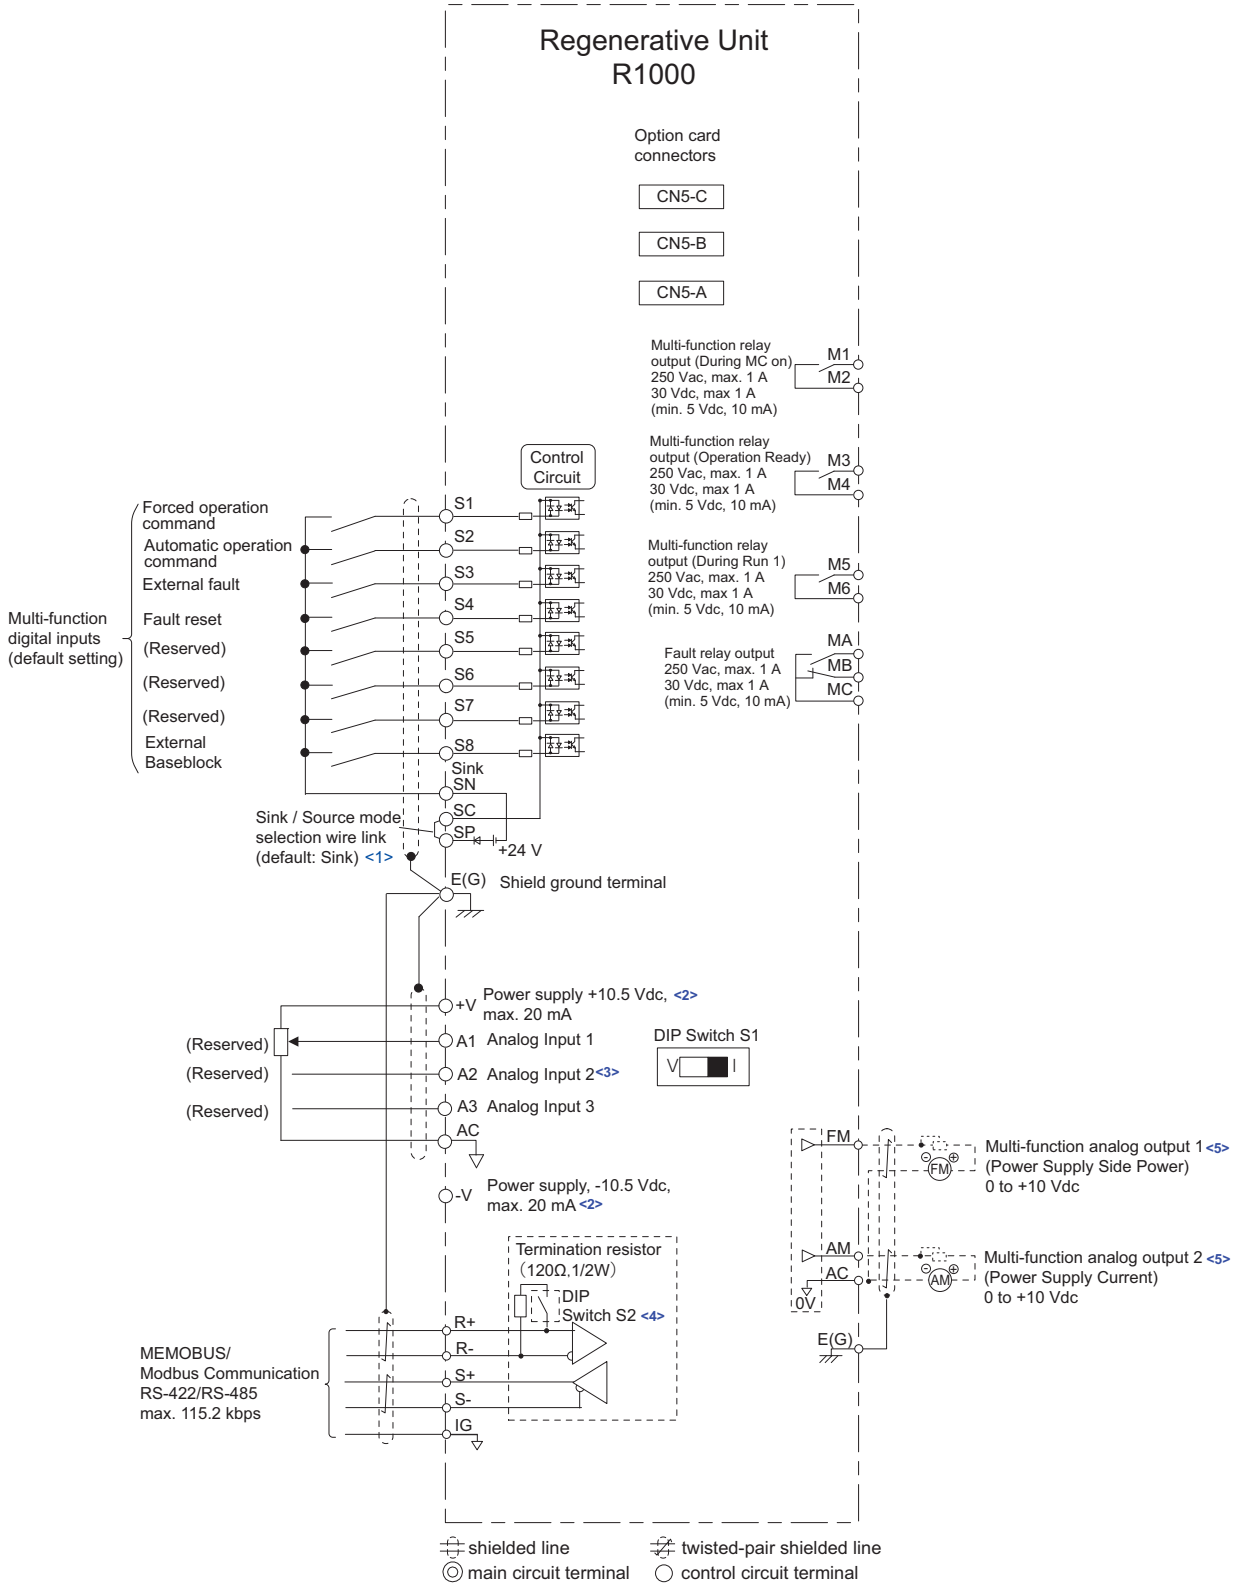 Regenerative Unit
R1000
Option card
connectors
CN5-C
CN5-B
CN5-A
Multi-function relay
output (During MC on)
250 Vac, max. 1 A
30 Vdc, max 1 A
(min. 5 Vdc, 10 mA)
M1
M2
Multi-function relay
output (Operation Ready)
250 Vac, max. 1 A
30 Vdc, max 1 A
(min. 5 Vdc, 10 mA)
M3
M4
Multi-function relay
output (During Run 1)
250 Vac, max. 1 A
30 Vdc, max 1 A
(min. 5 Vdc, 10 mA)
M5
M6
Fault relay output
250 Vac, max. 1 A
30 Vdc, max 1 A
(min. 5 Vdc, 10 mA)
MA
MB
MC
Control
Circuit
Multi-function
digital inputs
(default setting)
Forced operation
command
Automatic operation
command
External fault
Fault reset
(Reserved)
(Reserved)
(Reserved)
External
Baseblock
S1
S2
S3
S4
S5
S6
S7
S8
Sink
SN
SC
SP
+24 V
Sink / Source mode
selection wire link
(default: Sink) <1>
E(G) Shield ground terminal
+V Power supply +10.5 Vdc, <2>
max. 20 mA
(Reserved) A1 Analog Input 1
(Reserved) A2 Analog Input 2 <3>
(Reserved) A3 Analog Input 3
AC
-V Power supply, -10.5 Vdc,
max. 20 mA <2>
DIP Switch S1
V I
Termination resistor
(120Ω, 1/2W)
DIP
Switch S2 <4>
MEMOBUS/
Modbus Communication
RS-422/RS-485
max. 115.2 kbps
R+
R-
S+
S-
IG
FM
FM
- +
Multi-function analog output 1 <5>
(Power Supply Side Power)
0 to +10 Vdc
AM
AM
- +
AC
0V
Multi-function analog output 2 <5>
(Power Supply Current)
0 to +10 Vdc
E(G)
shielded line
twisted-pair shielded line
main circuit terminal
control circuit terminal